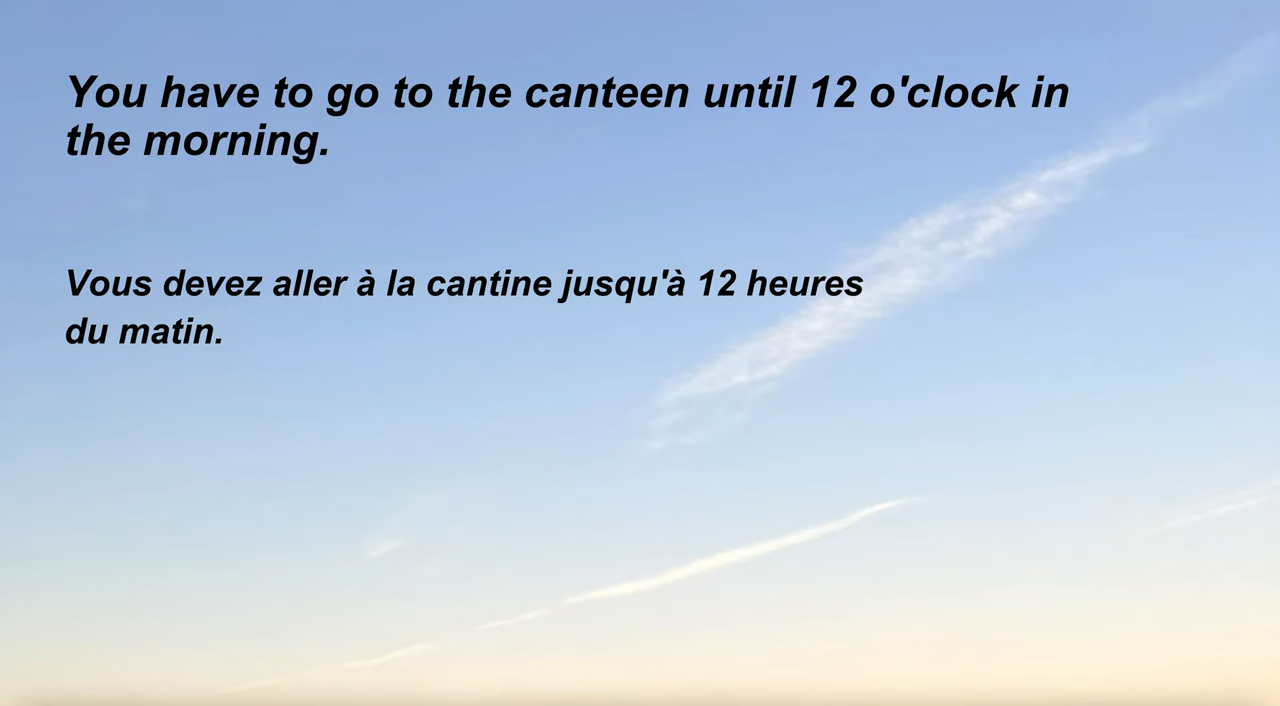 You have to go to the canteen until 12 o'clock in
the morning.
Vous devez aller à la cantine jusqu'à 12 heures
du matin.